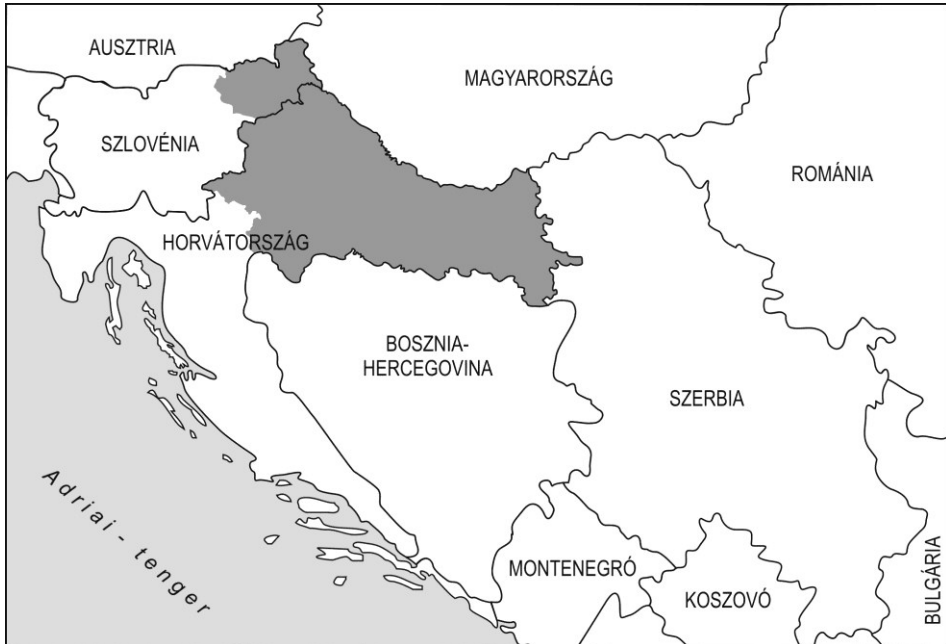 AUSZTRIA
MAGYARORSZÁG
SZLOVÉNIA
ROMÁNIA
HORVÁTORSZÁG
BOSZNIA-
HERCEGOVINA
SZERBIA
Adriai-tenger
MONTENEGRÓ
KOSZOVÓ
BULGÁRIA